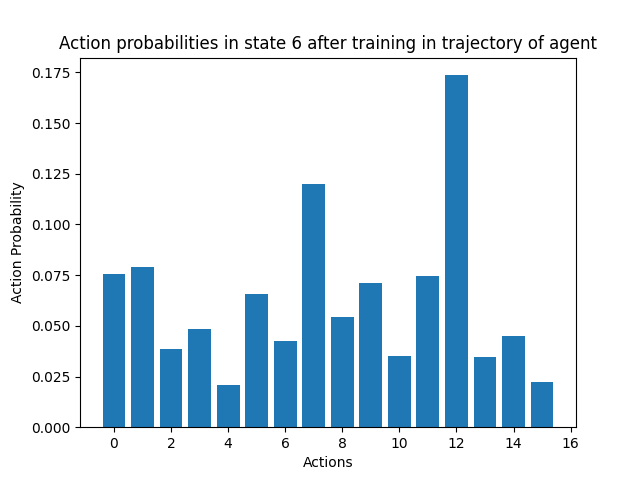 Action probabilities in state 6 after training in trajectory of agent
0.175
0.150
0.125
0.100
0.075
0.050
0.025
0.000
Action Probability
0 2 4 6 8 10 12 14 16
Actions